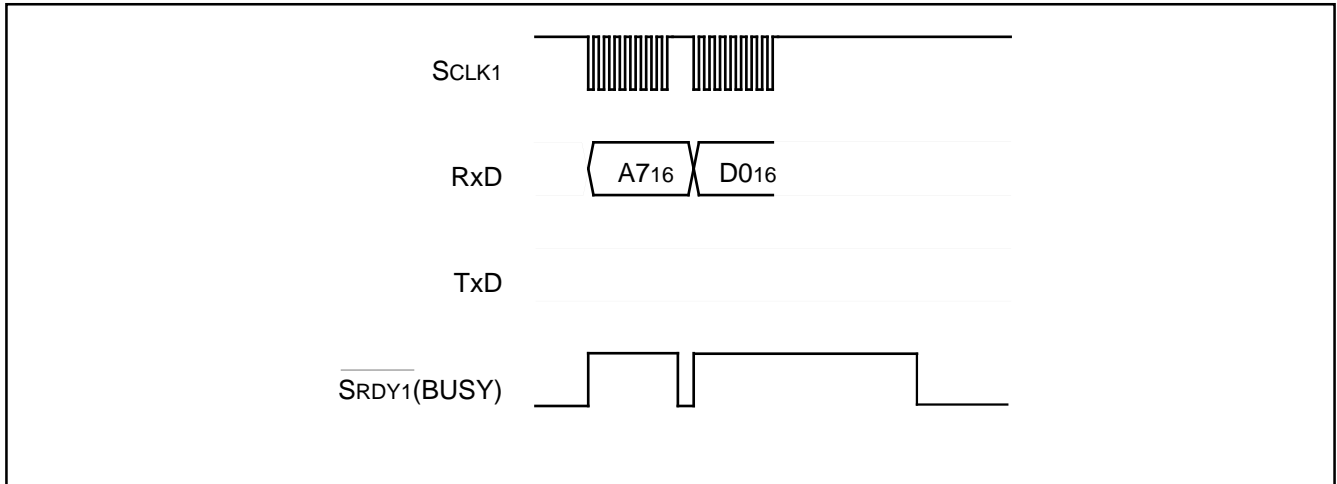 SCLK1
RxD
A716
D016
TxD
SRDY1(BUSY)